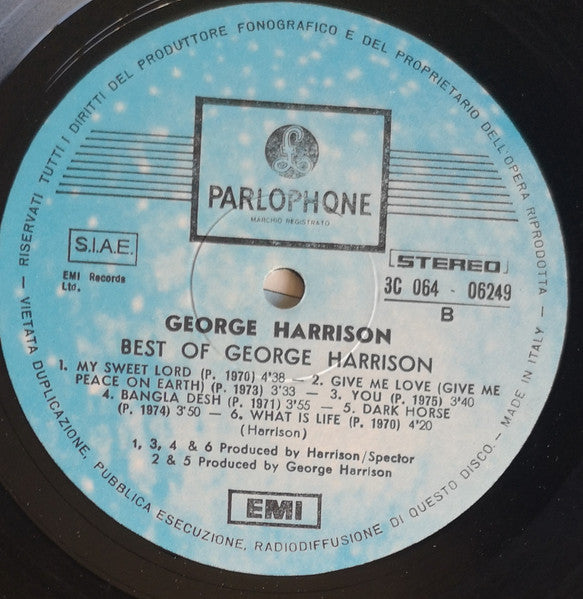 RISERVATI TUTTI I DIRITTI DEL PRODUTTORE FONOGRAFICO E DEL PROPRIETARIO DELL'OPERA RIPRODOTTA
PARLOPHONE
MARCHIO REGISTRATO
S.I.A.E.
EMI Records
Ltd.
STEREO
3C 064 - 06249
B
GEORGE HARRISON
BEST OF GEORGE HARRISON
1. MY SWEET LORD (P. 1970) 4'38 — 2. GIVE ME LOVE (GIVE ME
PEACE ON EARTH) (P. 1973) 3'33 — 3. YOU (P. 1975) 3'40
4. BANGLA DESH (P. 1971) 3'55 — 5. DARK HORSE
(P. 1974) 3'50 — 6. WHAT IS LIFE (P. 1970) 4'20
(Harrison)
1, 3, 4 & 6 Produced by Harrison/Spector
2 & 5 Produced by George Harrison
EMI
— VIETATA DUPLICAZIONE, PUBBLICA ESECUZIONE, RADIODIFFUSIONE DI QUESTO DISCO. — MADE IN ITALY —